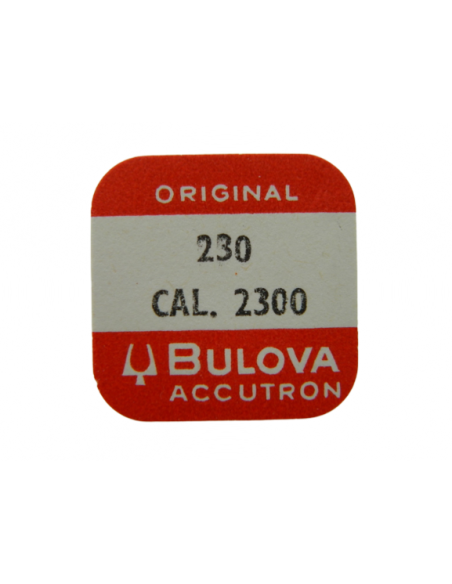 ORIGINAL
230
CAL. 2300
BULOVA
ACCUTRON